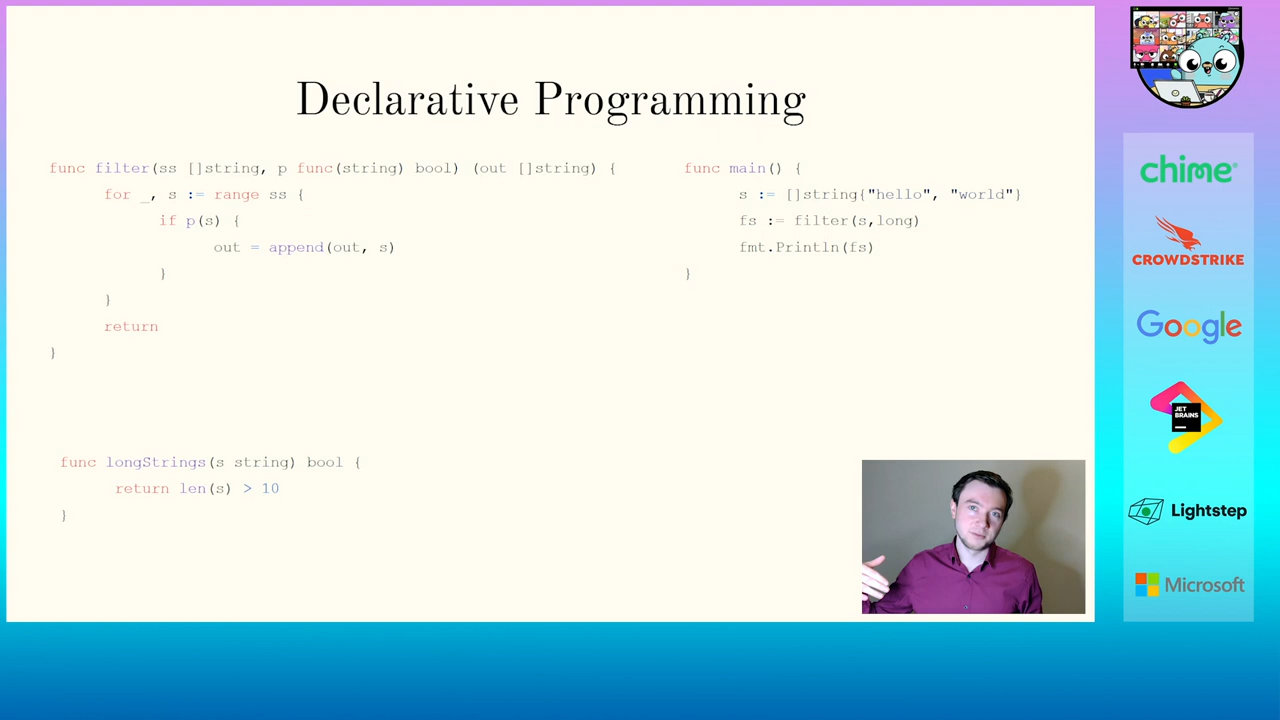 Declarative Programming
func filter(ss []string, p func(string) bool) (out []string) {
for _, s := range ss {
if p(s) {
out = append(out, s)
}
}
return
}
func longStrings(s string) bool {
return len(s) > 10
}
func main() {
s := []string{"hello", "world"}
fs := filter(s,long)
fmt.Println(fs)
}
chime
CROWDSTRIKE
Google
JET
BRAINS
Lightstep
Microsoft